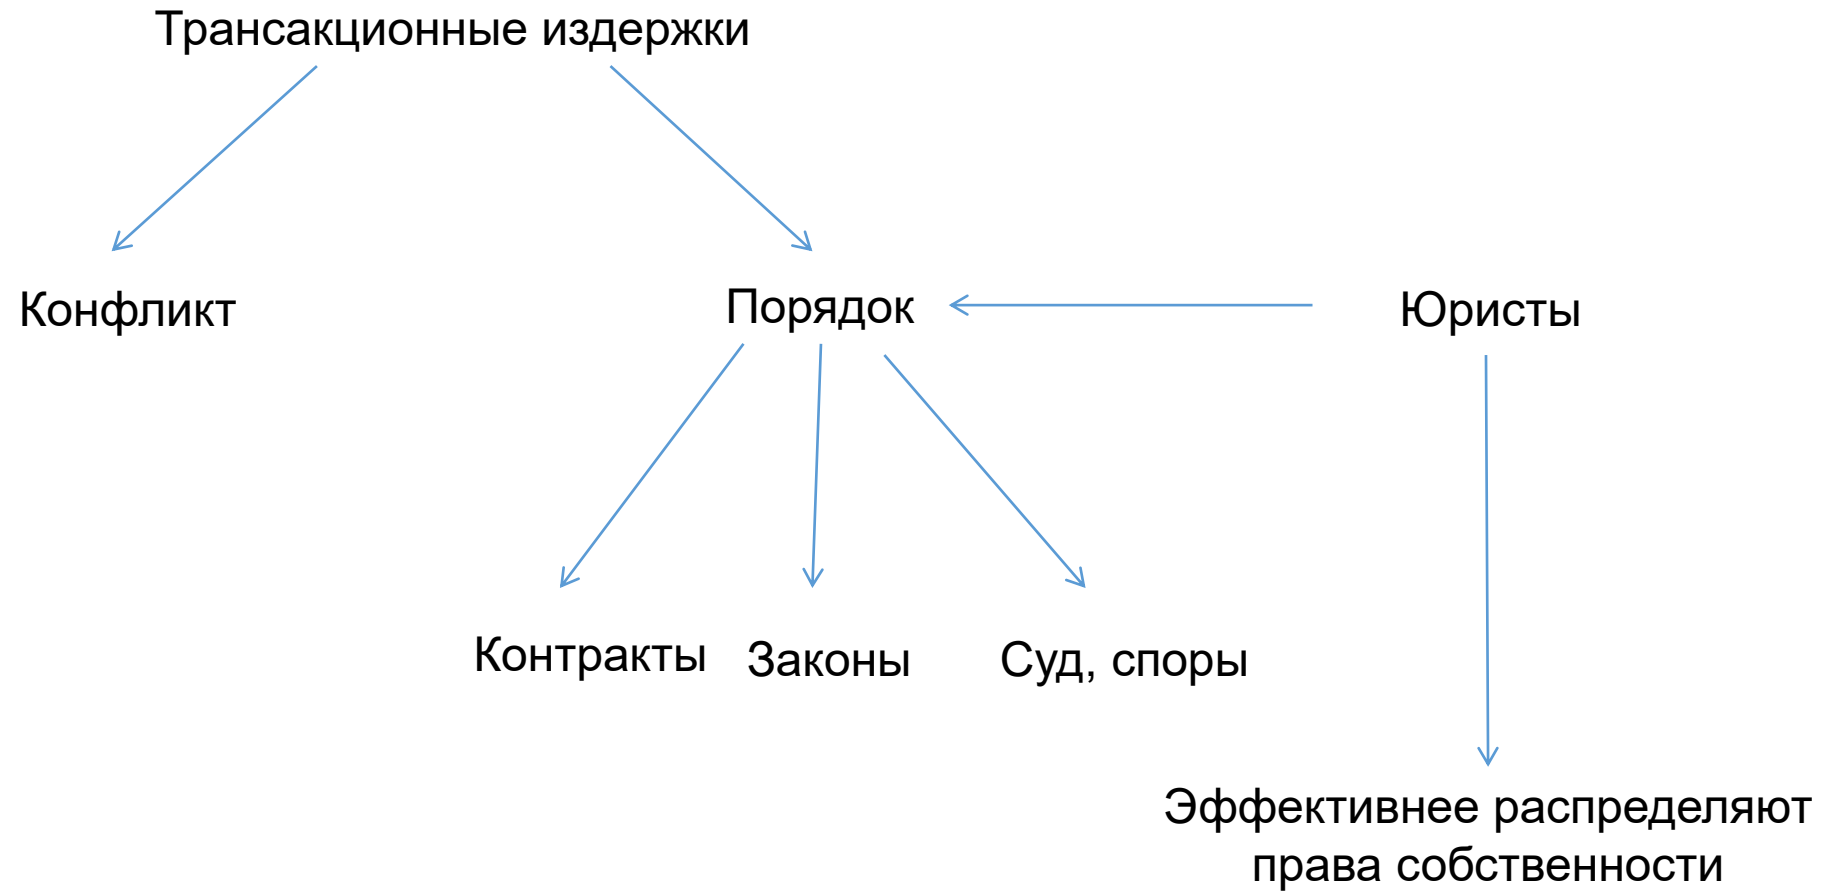 Трансакционные издержки
Конфликт
Порядок
Юристы
Контракты
Законы
Суд, споры
Эффективнее распределяют
права собственности